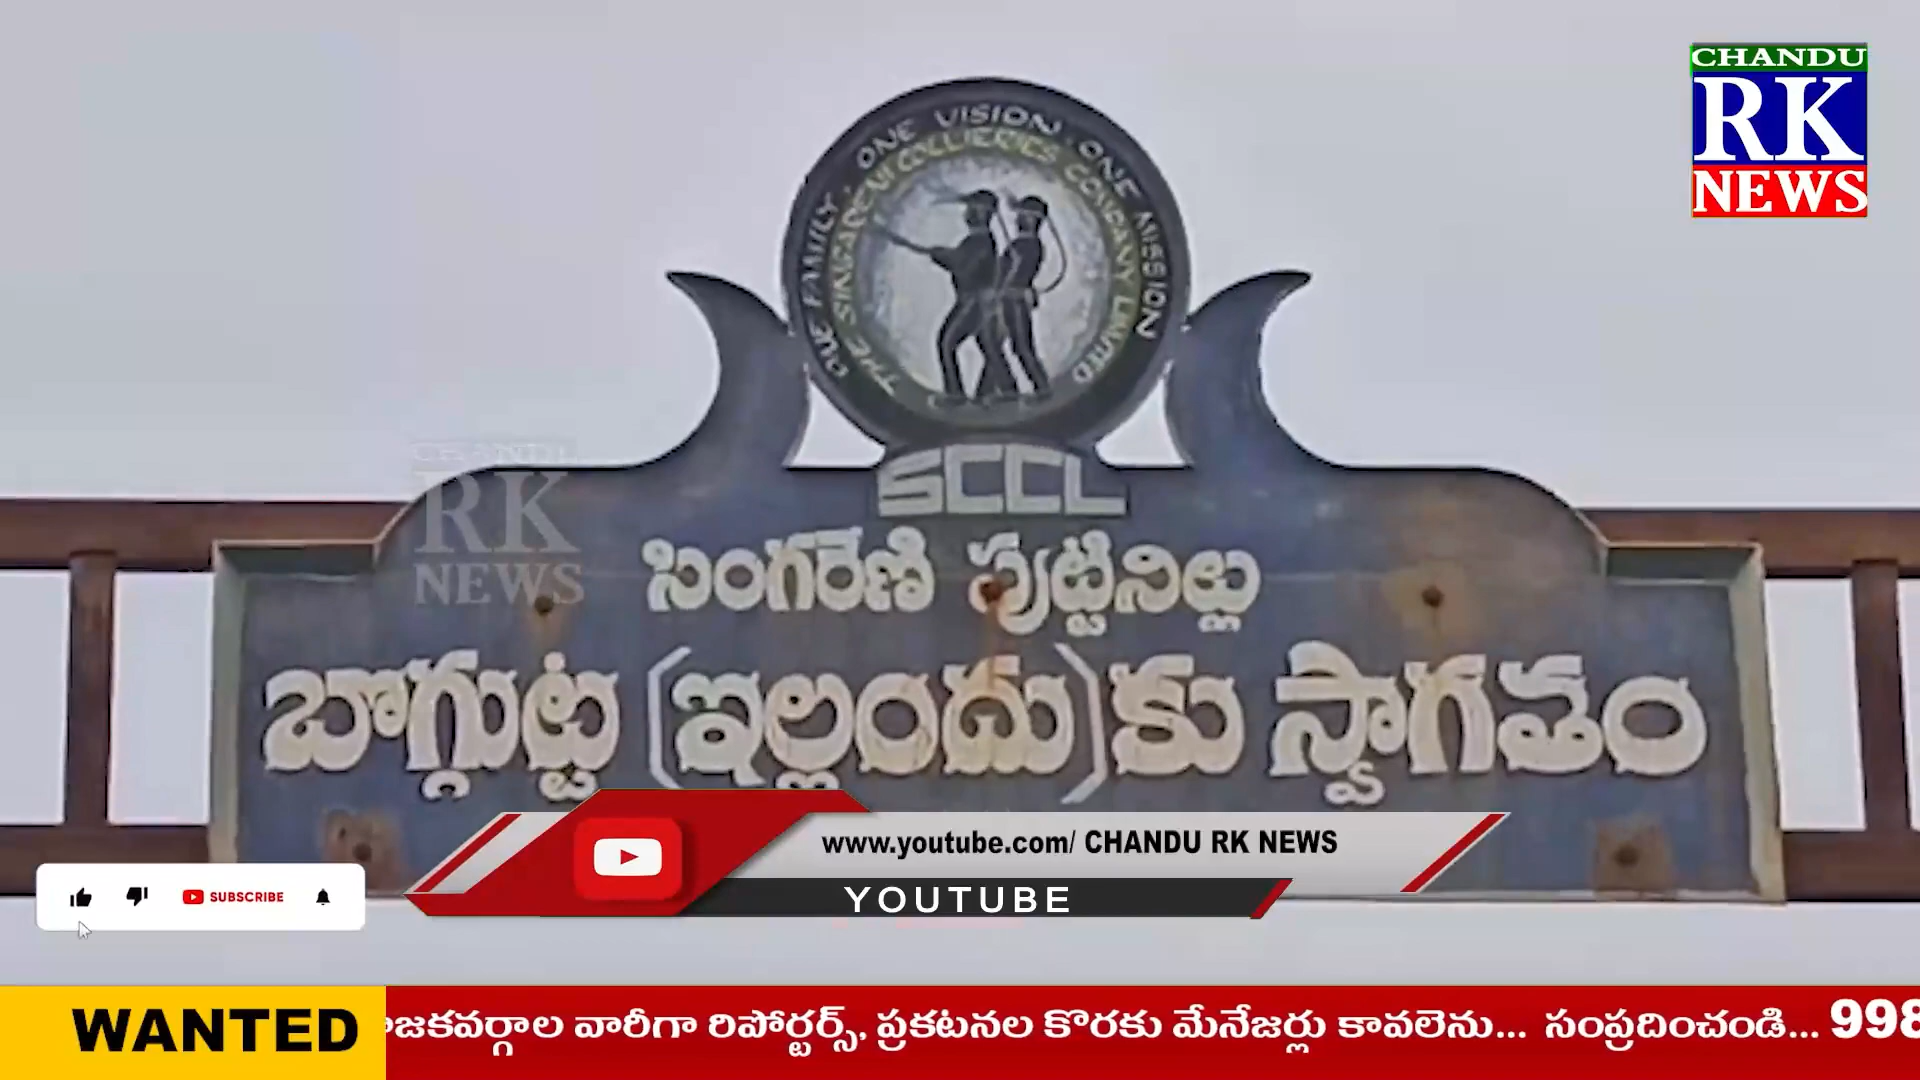 CHANDU
RK
NEWS
ONE FAMILY, ONE VISION, ONE MISSION
THE SINGARENI COLLIERIES COMPANY LIMITED
SCCL
CHANDU
RK
NEWS
సింగరేణి పుట్టినిల్లు
బొగ్గుట్ట (ఇల్లందు)కు స్వాగతం
www.youtube.com/ CHANDU RK NEWS
YOUTUBE
SUBSCRIBE
WANTED
వారీగా రిపోర్టర్స్, ప్రకటనల కొరకు మేనేజర్లు కావలెను... సంప్రదించండి... 998